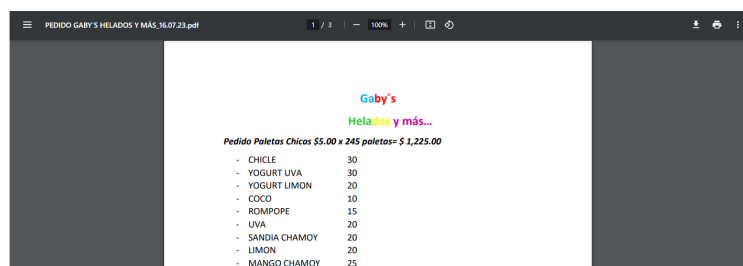 PEDIDO GABY´S HELADOS Y MÁS_16.07.23.pdf
1 / 3
100%
Gaby´s
Helados y más...
Pedido Paletas Chicas $5.00 x 245 paletas= $ 1,225.00
- CHICLE 30
- YOGURT UVA 30
- YOGURT LIMON 20
- COCO 10
- ROMPOPE 15
- UVA 20
- SANDIA CHAMOY 20
- LIMON 20
- MANGO CHAMOY 25